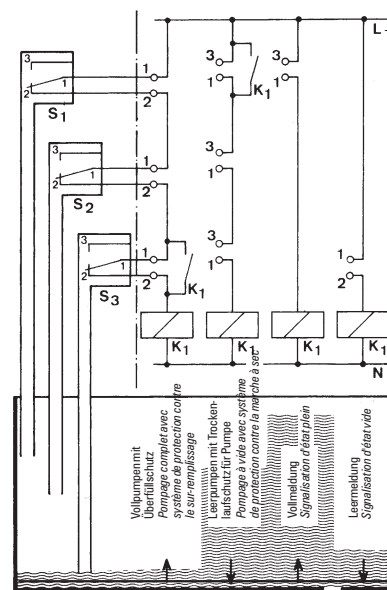 L
3
1
2
S1
1
2
3
1
K1
3
1
3
1
2
S2
1
2
3
1
3
1
2
S3
1
2
K1
3
1
1
2
K1
K1
K1
K1
N
Vollpumpen mit
Überfüllschutz
Pompage complet avec
système de protection contre
le sur-remplissage
Leerpumpen mit Trocken-
laufschutz für Pumpe
Pompage à vide avec système
de protection contre la marche à sec
Vollmeldung
Signalisation d'état plein
Leermeldung
Signalisation d'état vide